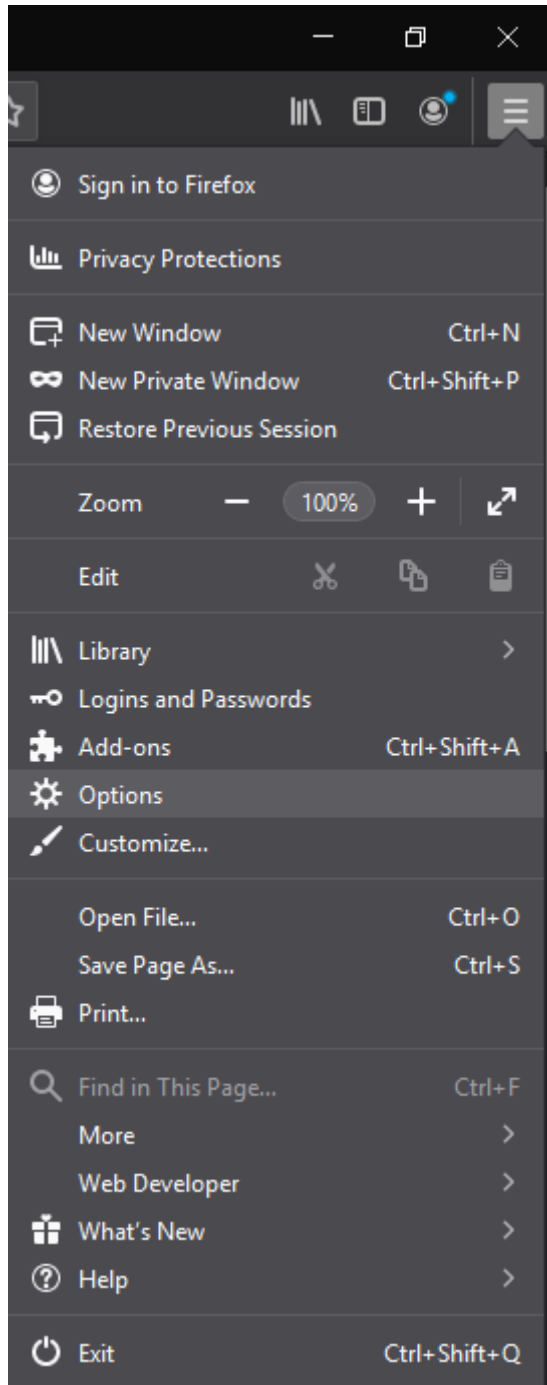 Sign in to Firefox
Privacy Protections
New Window Ctrl+N
New Private Window Ctrl+Shift+P
Restore Previous Session
Zoom 100%
Edit
Library
Logins and Passwords
Add-ons Ctrl+Shift+A
Options
Customize...
Open File... Ctrl+O
Save Page As... Ctrl+S
Print...
Find in This Page... Ctrl+F
More
Web Developer
What's New
Help
Exit Ctrl+Shift+Q